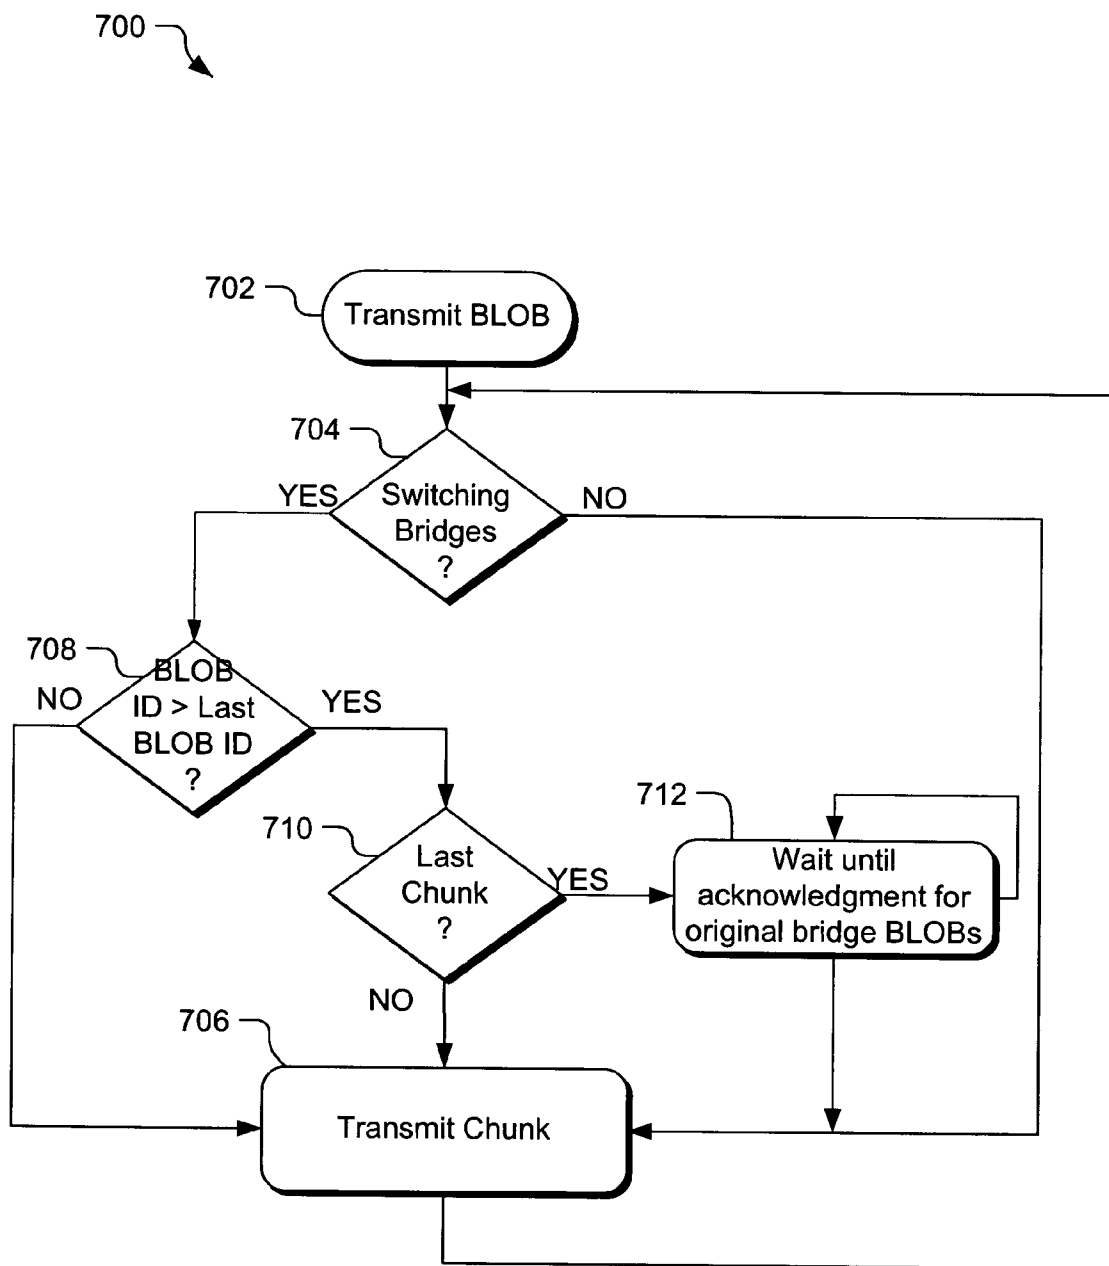 700
702
Transmit BLOB
704
YES
Switching
Bridges
?
NO
708
NO
BLOB
ID > Last
BLOB ID
?
YES
710
Last
Chunk
?
YES
NO
712
Wait until
acknowledgment for
original bridge BLOBs
706
Transmit Chunk